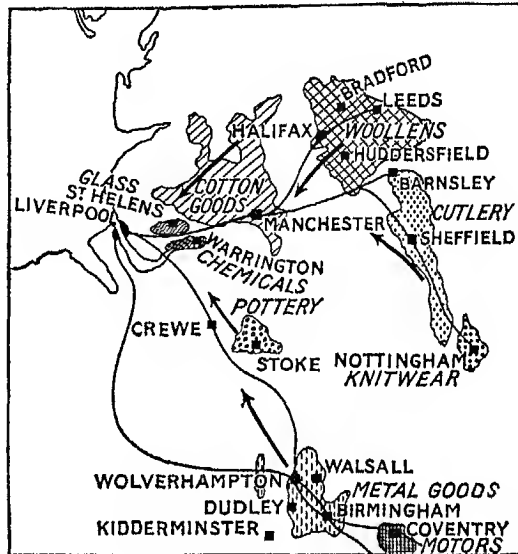 BRADFORD
LEEDS
HALIFAX
WOOLLENS
HUDDERSFIELD
GLASS
ST HELENS
COTTON
GOODS
BARNSLEY
LIVERPOOL
MANCHESTER
CUTLERY
SHEFFIELD
WARRINGTON
CHEMICALS
POTTERY
CREWE
STOKE
NOTTINGHAM
KNITWEAR
WOLVERHAMPTON
WALSALL
DUDLEY
METAL GOODS
BIRMINGHAM
KIDDERMINSTER
COVENTRY
MOTORS